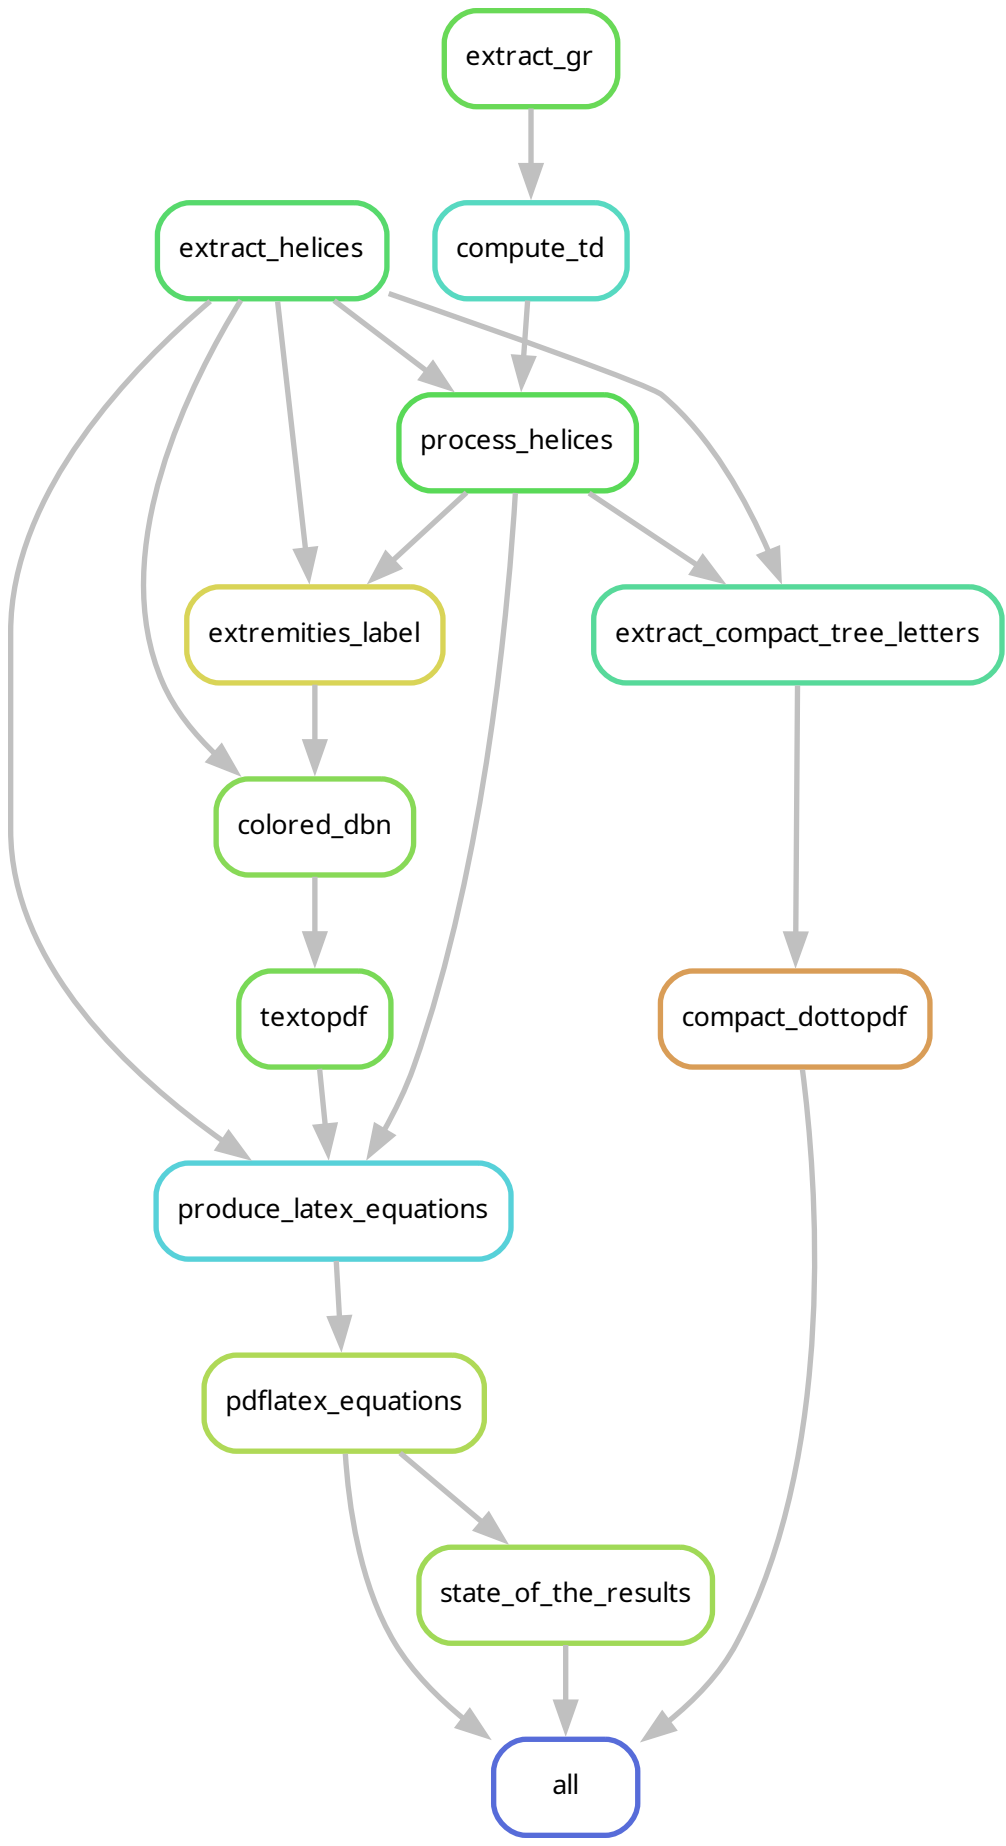 extract_gr
extract_helices
compute_td
process_helices
extremities_label
extract_compact_tree_letters
colored_dbn
textopdf
compact_dottopdf
produce_latex_equations
pdflatex_equations
state_of_the_results
all